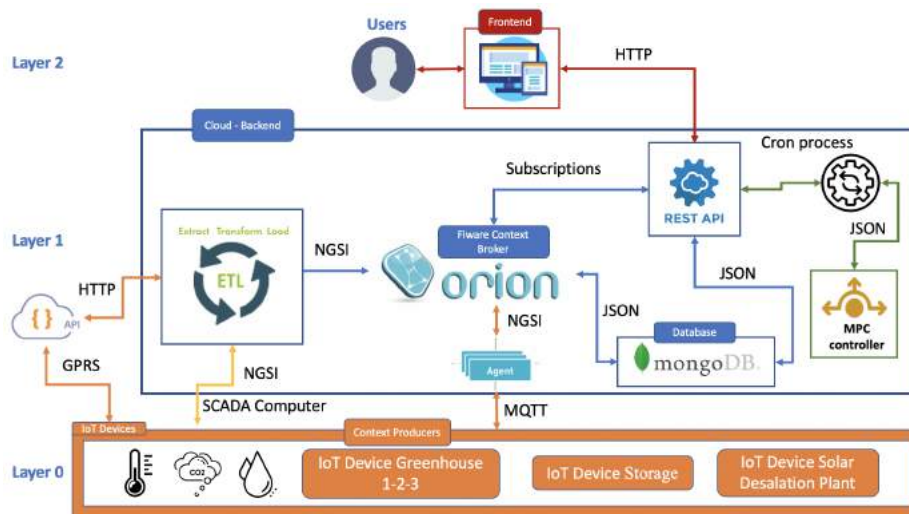 Layer 2
Users
Frontend
HTTP
Cloud - Backend
Layer 1
Extract Transform Load
ETL
NGSI
HTTP
{ } API
GPRS
NGSI
SCADA Computer
Subscriptions
Fiware Context
Broker
orion
NGSI
Agent
MQTT
REST API
Cron process
JSON
JSON
JSON
Database
mongoDB.
MPC
controller
Layer 0
IoT Devices
Context Producers
CO2
IoT Device Greenhouse
1-2-3
IoT Device Storage
IoT Device Solar
Desalation Plant